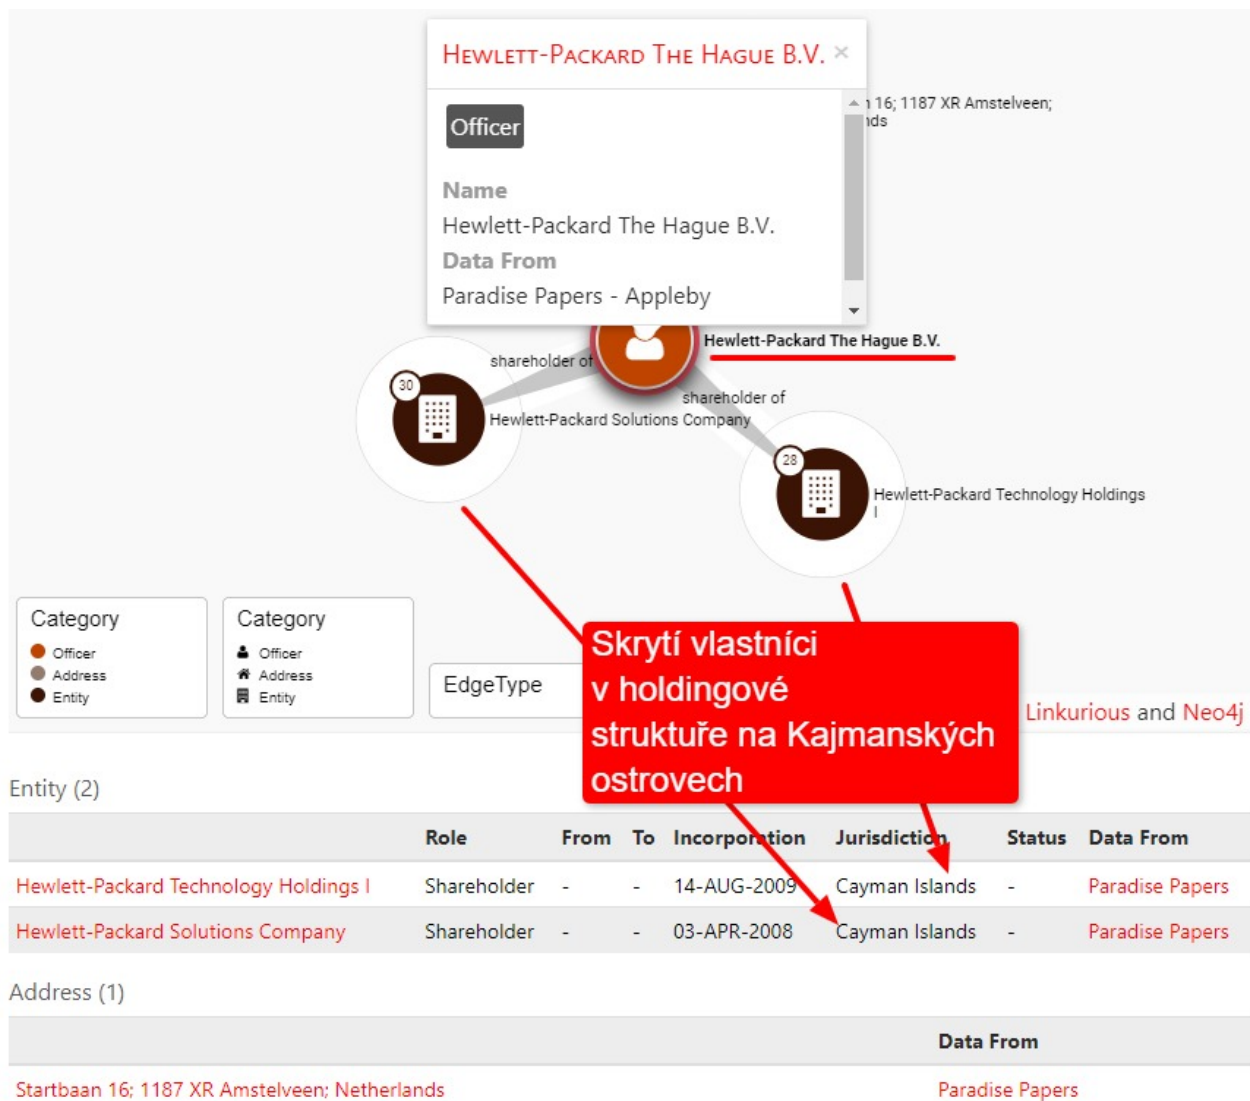 HEWLETT-PACKARD THE HAGUE B.V. ×
Officer
Name
Hewlett-Packard The Hague B.V.
Data From
Paradise Papers - Appleby
16; 1187 XR Amstelveen;
Hewlett-Packard The Hague B.V.
shareholder of
30
Hewlett-Packard Solutions Company
shareholder of
28
Hewlett-Packard Technology Holdings
I
Category
Officer
Address
Entity
Category
Officer
Address
Entity
EdgeType
Skrytí vlastníci
v holdingové
struktuře na Kajmanských
ostrovech
Linkurious and Neo4j
Entity (2)
Role From To Incorporation Jurisdiction Status Data From
Hewlett-Packard Technology Holdings I Shareholder - - 14-AUG-2009 Cayman Islands - Paradise Papers
Hewlett-Packard Solutions Company Shareholder - - 03-APR-2008 Cayman Islands - Paradise Papers
Address (1)
Data From
Startbaan 16; 1187 XR Amstelveen; Netherlands Paradise Papers